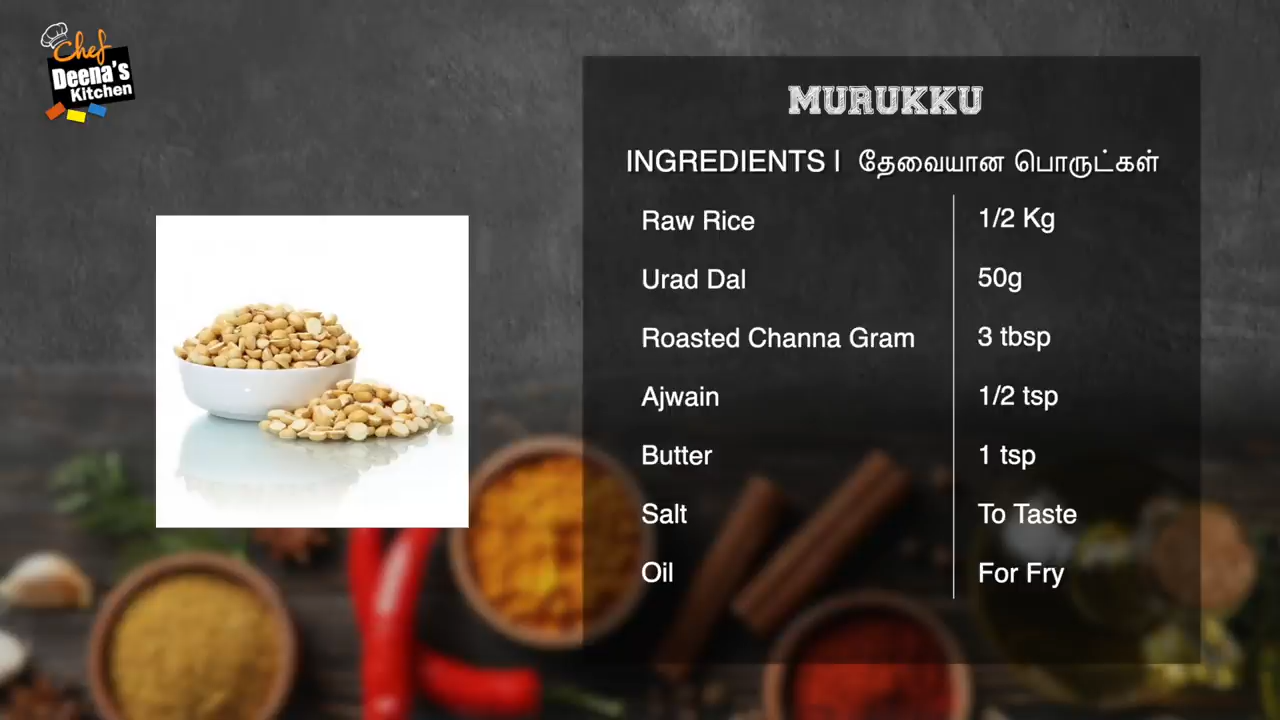 Chef
Deena's
Kitchen
MURUKKU
INGREDIENTS | தேவையான பொருட்கள்
Raw Rice 1/2 Kg
Urad Dal 50g
Roasted Channa Gram 3 tbsp
Ajwain 1/2 tsp
Butter 1 tsp
Salt To Taste
Oil For Fry